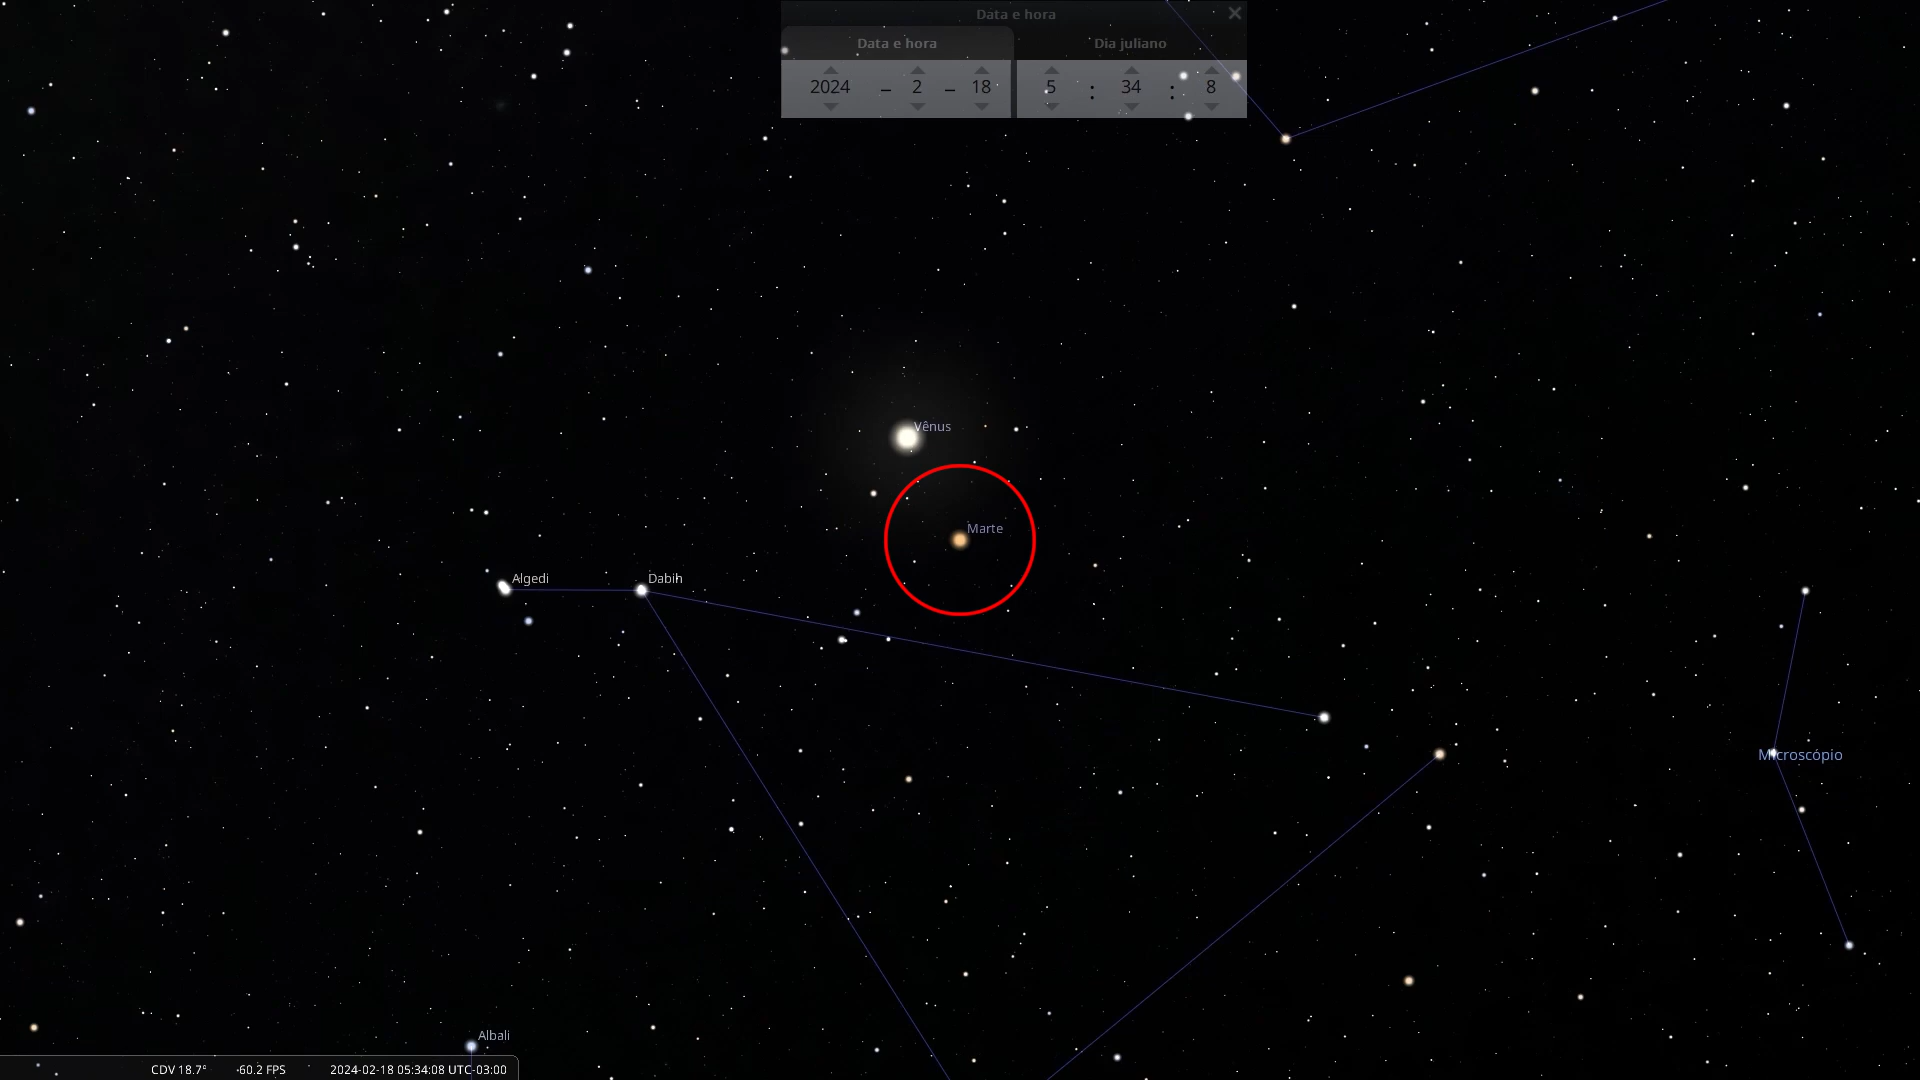 Data e hora
Data e hora
Dia juliano
2024 – 2 – 18
5 : 34 : 8
Vênus
Marte
Algedi
Dabih
Microscópio
Albali
CDV 18.7° 60.2 FPS 2024-02-18 05:34:08 UTC-03:00